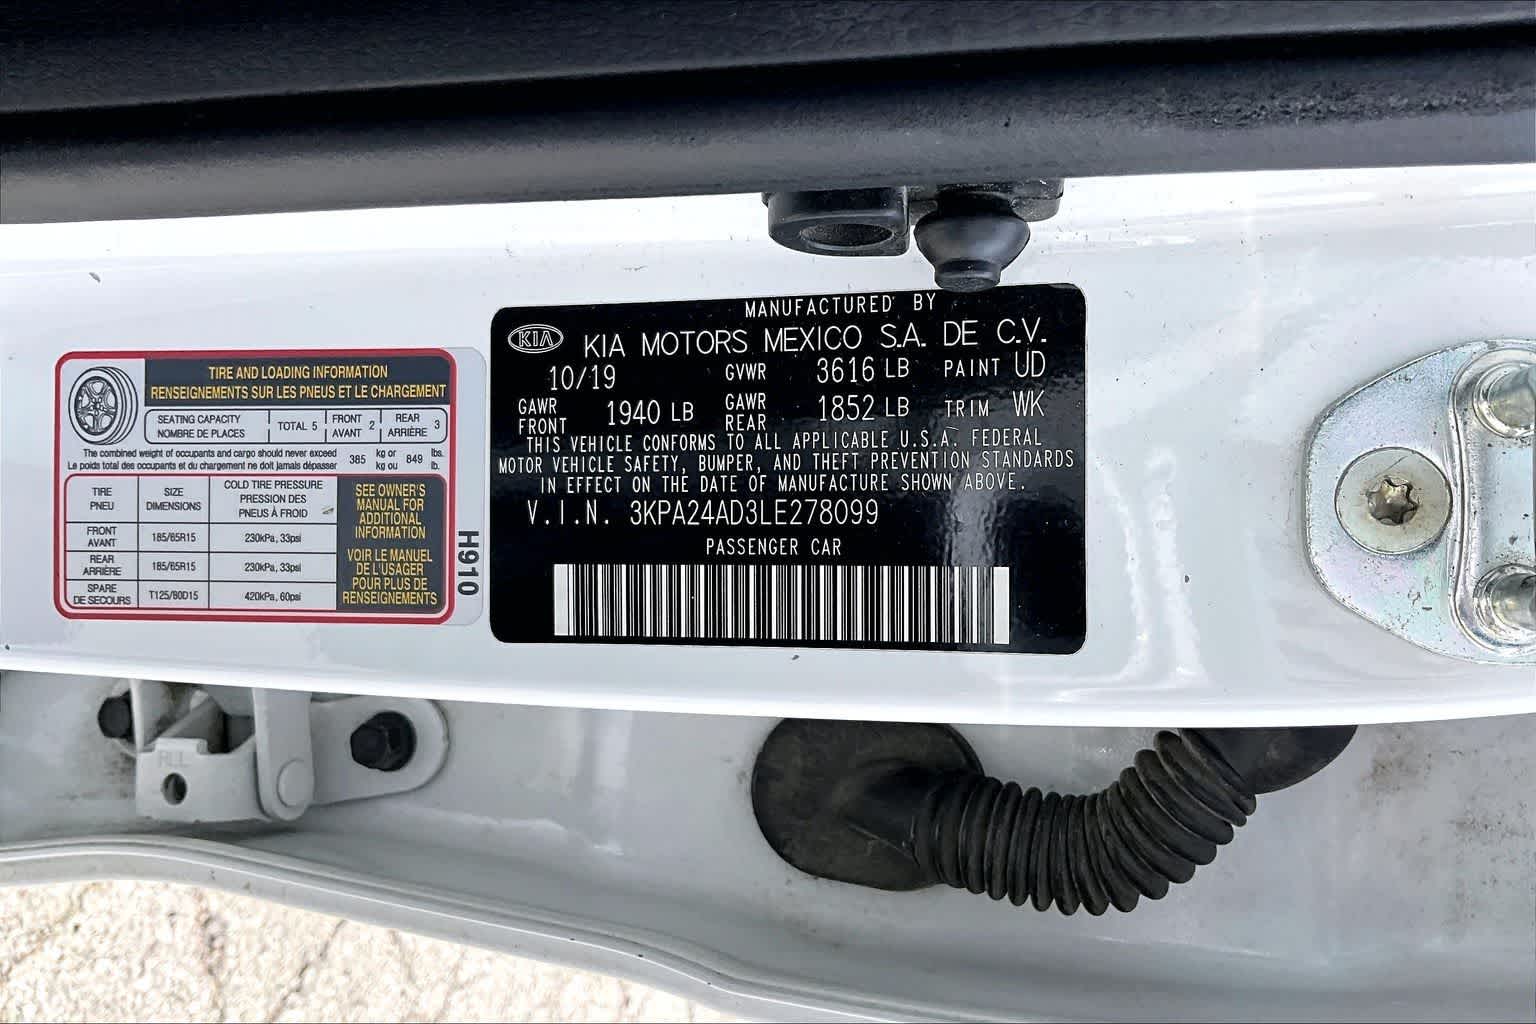 TIRE AND LOADING INFORMATION
RENSEIGNEMENTS SUR LES PNEUS ET LE CHARGEMENT
SEATING CAPACITY
NOMBRE DE PLACES
TOTAL 5
FRONT
AVANT 2
REAR
ARRIÈRE 3
The combined weight of occupants and cargo should never exceed
Le poids total des occupants et du chargement ne doit jamais dépasser
385
kg or
kg ou
849
lbs.
lb.
TIRE
PNEU
SIZE
DIMENSIONS
COLD TIRE PRESSURE
PRESSION DES
PNEUS À FROID
FRONT
AVANT
185/65R15
230kPa, 33psi
REAR
ARRIÈRE
185/65R15
230kPa, 33psi
SPARE
DE SECOURS
T125/80D15
420kPa, 60psi
SEE OWNER'S
MANUAL FOR
ADDITIONAL
INFORMATION
VOIR LE MANUEL
DE L'USAGER
POUR PLUS DE
RENSEIGNEMENTS
H910
MANUFACTURED BY
KIA
KIA MOTORS MEXICO S.A. DE C.V.
10/19 GVWR 3616 LB PAINT UD
GAWR
FRONT 1940 LB
GAWR
REAR 1852 LB TRIM WK
THIS VEHICLE CONFORMS TO ALL APPLICABLE U.S.A. FEDERAL
MOTOR VEHICLE SAFETY, BUMPER, AND THEFT PREVENTION STANDARDS
IN EFFECT ON THE DATE OF MANUFACTURE SHOWN ABOVE.
V.I.N. 3KPA24AD3LE278099
PASSENGER CAR
RLL